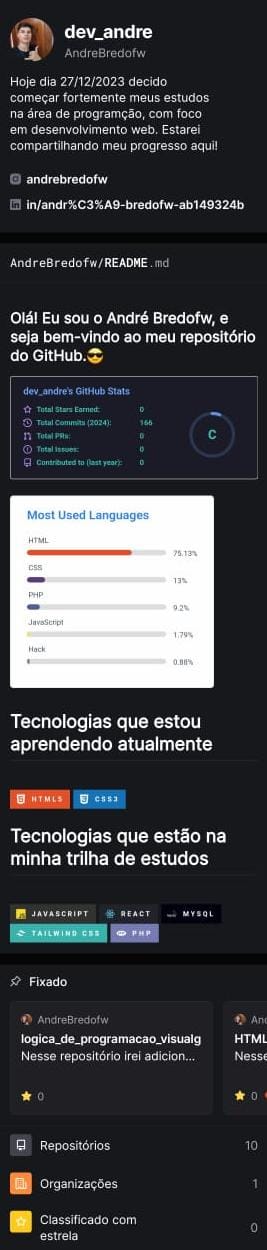 dev_andre
AndreBredofw
Hoje dia 27/12/2023 decido
começar fortemente meus estudos
na área de programção, com foco
em desenvolvimento web. Estarei
compartilhando meu progresso aqui!
andrebredofw
in/andr%C3%A9-bredofw-ab149324b
AndreBredofw/README.md
Olá! Eu sou o André Bredofw, e
seja bem-vindo ao meu repositório
do GitHub.😎
dev_andre's GitHub Stats
Total Stars Earned: 0
Total Commits (2024): 166
Total PRs: 0
Total Issues: 0
Contributed to (last year): 0
C
Most Used Languages
HTML
75.13%
CSS
13%
PHP
9.2%
JavaScript
1.79%
Hack
0.88%
Tecnologias que estou
aprendendo atualmente
HTML5 CSS3
Tecnologias que estão na
minha trilha de estudos
JAVASCRIPT REACT MYSQL
TAILWIND CSS PHP
Fixado
AndreBredofw
logica_de_programacao_visualg
Nesse repositório irei adicion...
0
And
HTML
Nesse
0
Repositórios 10
Organizações 1
Classificado com
estrela 0